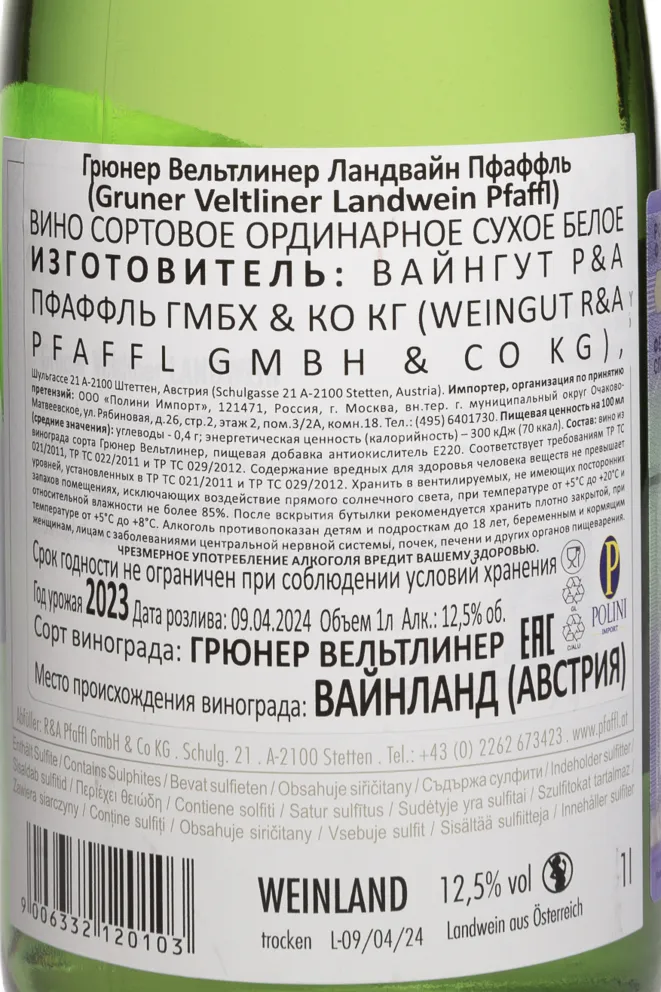 Грюнер Вельтлинер Ландвайн Пфаффль
(Gruner Veltliner Landwein Pfaffl)
ВИНО СОРТОВОЕ ОРДИНАРНОЕ СУХОЕ БЕЛОЕ
ИЗГОТОВИТЕЛЬ: ВАЙНГУТ Р&А
ПФАФФЛЬ ГМБХ & КО КГ (WEINGUT R&A
PFAFFL GMBH & CO KG),
Шульгассе 21 А-2100 Штеттен, Австрия (Schulgasse 21 A-2100 Stetten, Austria). Импортер, организация по принятию
претензий: ООО «Полини Импорт», 121471, Россия, г. Москва, вн.тер. г. муниципальный округ Очаково-
Матвеевское, ул. Рябиновая, д.26, стр.2, этаж 2, пом.3/2А, комн.18. Тел.: (495) 6401730. Пищевая ценность на 100 мл
(средние значения): углеводы - 0,4 г; энергетическая ценность (калорийность) – 300 кДж (70 ккал). Состав: вино из
винограда сорта Грюнер Вельтлинер, пищевая добавка антиокислитель Е220. Соответствует требованиям ТР ТС
021/2011, ТР ТС 022/2011 и ТР ТС 029/2012. Содержание вредных для здоровья человека веществ не превышает
уровней, установленных в ТР ТС 021/2011 и ТР ТС 029/2012. Хранить в вентилируемых, не имеющих посторонних
запахов помещениях, исключающих воздействие прямого солнечного света, при температуре от +5°С до +20°С и
относительной влажности не более 85%. После вскрытия бутылки рекомендуется хранить плотно закрытой, при
температуре от +5°С до +8°С. Алкоголь противопоказан детям и подросткам до 18 лет, беременным и кормящим
женщинам, лицам с заболеваниями центральной нервной системы, почек, печени и других органов пищеварения.
ЧРЕЗМЕРНОЕ УПОТРЕБЛЕНИЕ АЛКОГОЛЯ ВРЕДИТ ВАШЕМУ ЗДОРОВЬЮ.
Срок годности не ограничен при соблюдении условий хранения
Год урожая 2023 Дата розлива: 09.04.2024 Объем 1л Алк.: 12,5% об.
GL
C/ALU
POLINI
IMPORT
Сорт винограда: ГРЮНЕР ВЕЛЬТЛИНЕР EAC
Место происхождения винограда: ВАЙНЛАНД (АВСТРИЯ)
Abfüller: R&A Pfaffl GmbH & Co KG . Schulg. 21 . A-2100 Stetten . Tel.: +43 (0) 2262 673423 . www.pfaffl.at
Enthält Sulfite / Contains Sulphites / Bevat sulfieten / Obsahuje siřičitany / Съдържа сулфити / Indeholder sulfitter /
Sisaldab sulfitid / Περιέχει θειώδη / Contiene solfiti / Satur sulfītus / Sudėtyje yra sulfitai / Szulfitokat tartalmaz /
Zawiera siarczyny / Conține sulfiți / Obsahuje siričitany / Vsebuje sulfit / Sisältää sulfiitteja / Innehåller sulfiter
9 006332 120103
WEINLAND 12,5% vol 1l
trocken L-09/04/24 Landwein aus Österreich